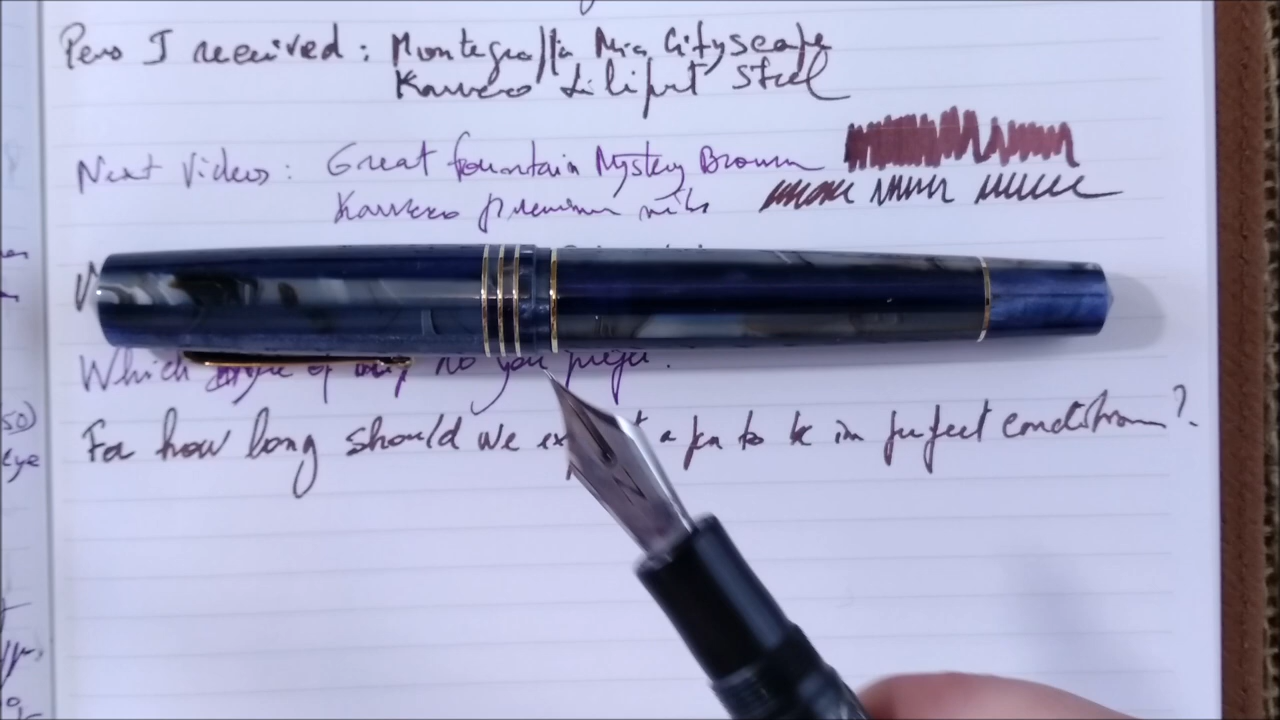 Pens I received: Montegrappa Mia Cityscape
Kaweco Liliput Steel
Next Videos: Great fountain Mystery Brown
Kaweco premium nibs
Which of do you prefer.
For how long should we a pen to be in perfect condition?
50)